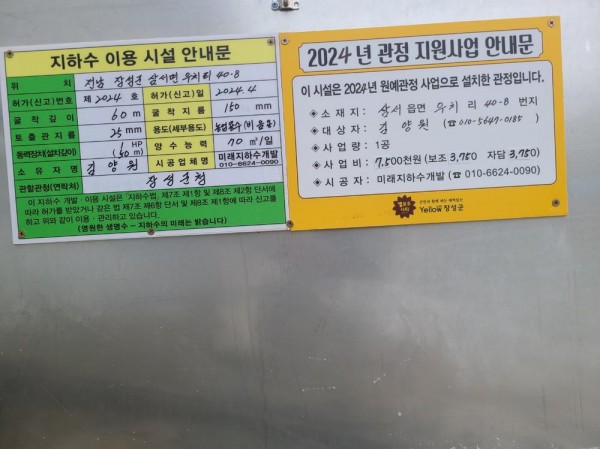 지하수 이용 시설 안내문
위 치 전남 장성군 삼서면 우치리 40-8
허가(신고)번호 제 2024 호 허가(신고)일 2024.4
굴착깊이 60 m 굴착지름 150 mm
토출관지름 25 mm 용도(세부용도) 농업용수(비음용)
동력장치(설치깊이) 1 HP (50 m) 양수능력 70 ㎥/일
소유자명 김양원 시공업체명 미래지하수개발 010-6624-0090
관할관청(연락처) 장성군청
이 지하수 개발·이용 시설은 「지하수법」 제7조 제1항 및 제8조 제2항 단서에
따라 허가를 받았거나 같은 법 제7조 제6항 단서 및 제8조 제1항에 따라 신고를
하고 위와 같이 이용·관리하고 있습니다.
(영원한 생명수 - 지하수의 미래는 밝습니다)
2024년 관정 지원사업 안내문
이 시설은 2024년 원예관정 사업으로 설치한 관정입니다.
소재지: 삼서 읍면 우치 리 40-8 번지
대상자: 김양원 (☎ 010-5647-0185)
사업량: 1공
사업비: 7,500천원 (보조 3,750 자담 3,750)
시공자: 미래지하수개발 (☎ 010-6624-0090)
Yellow 장성군